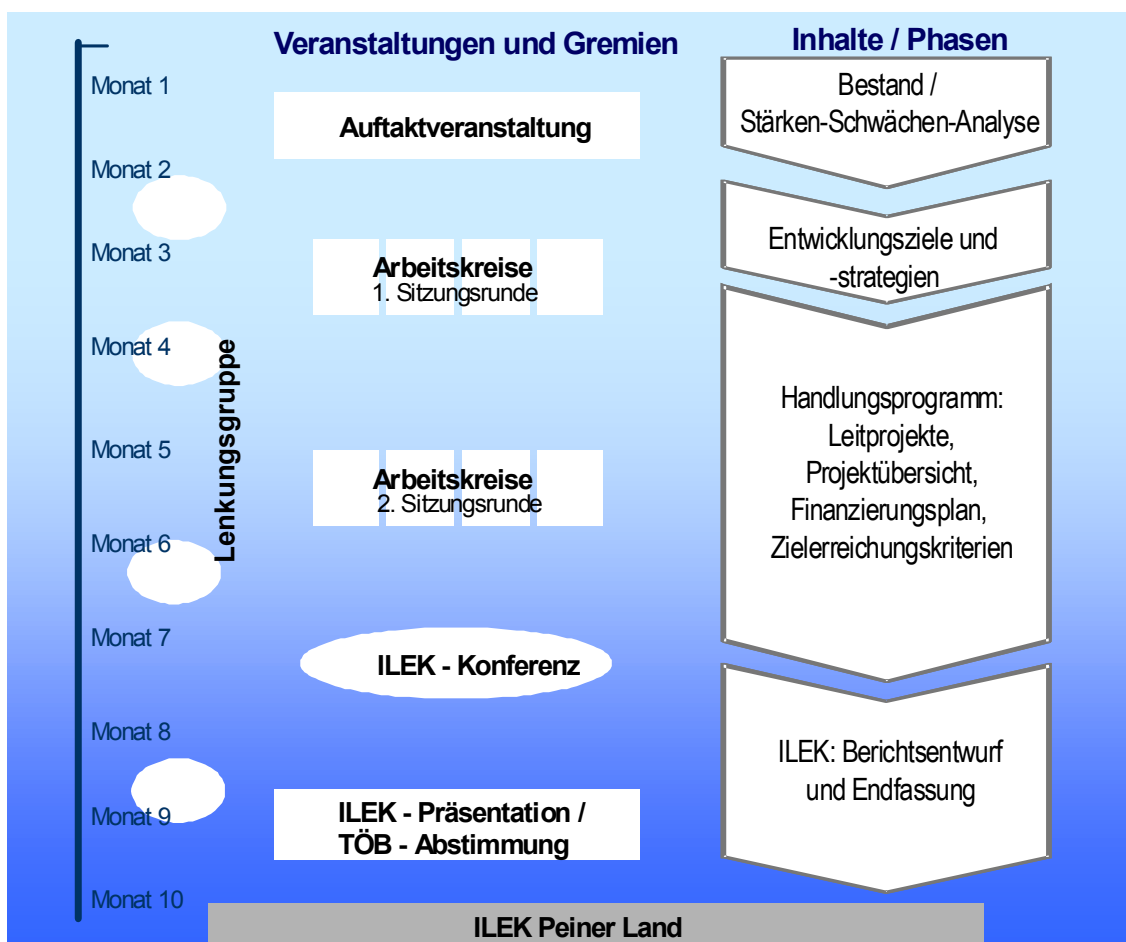 Veranstaltungen und Gremien
Inhalte / Phasen
Monat 1
Monat 2
Monat 3
Monat 4
Monat 5
Monat 6
Monat 7
Monat 8
Monat 9
Monat 10
Lenkungsgruppe
Auftaktveranstaltung
Arbeitskreise
1. Sitzungsrunde
Arbeitskreise
2. Sitzungsrunde
ILEK - Konferenz
ILEK - Präsentation /
TÖB - Abstimmung
Bestand /
Stärken-Schwächen-Analyse
Entwicklungsziele und
-strategien
Handlungsprogramm:
Leitprojekte,
Projektübersicht,
Finanzierungsplan,
Zielerreichungskriterien
ILEK: Berichtsentwurf
und Endfassung
ILEK Peiner Land